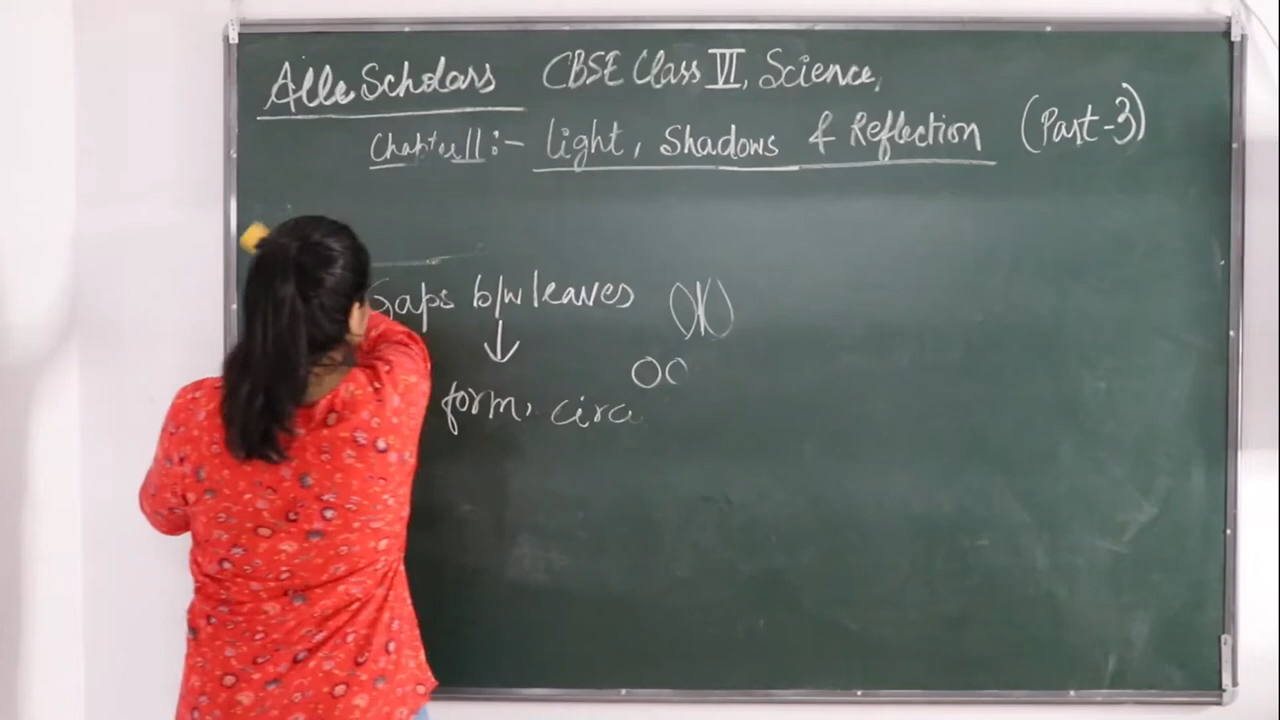 Alle Scholars CBSE Class VI, Science,
Chapter 11 :- Light, Shadows & Reflection (Part-3)
Gaps b/w leaves
↓
form, circ